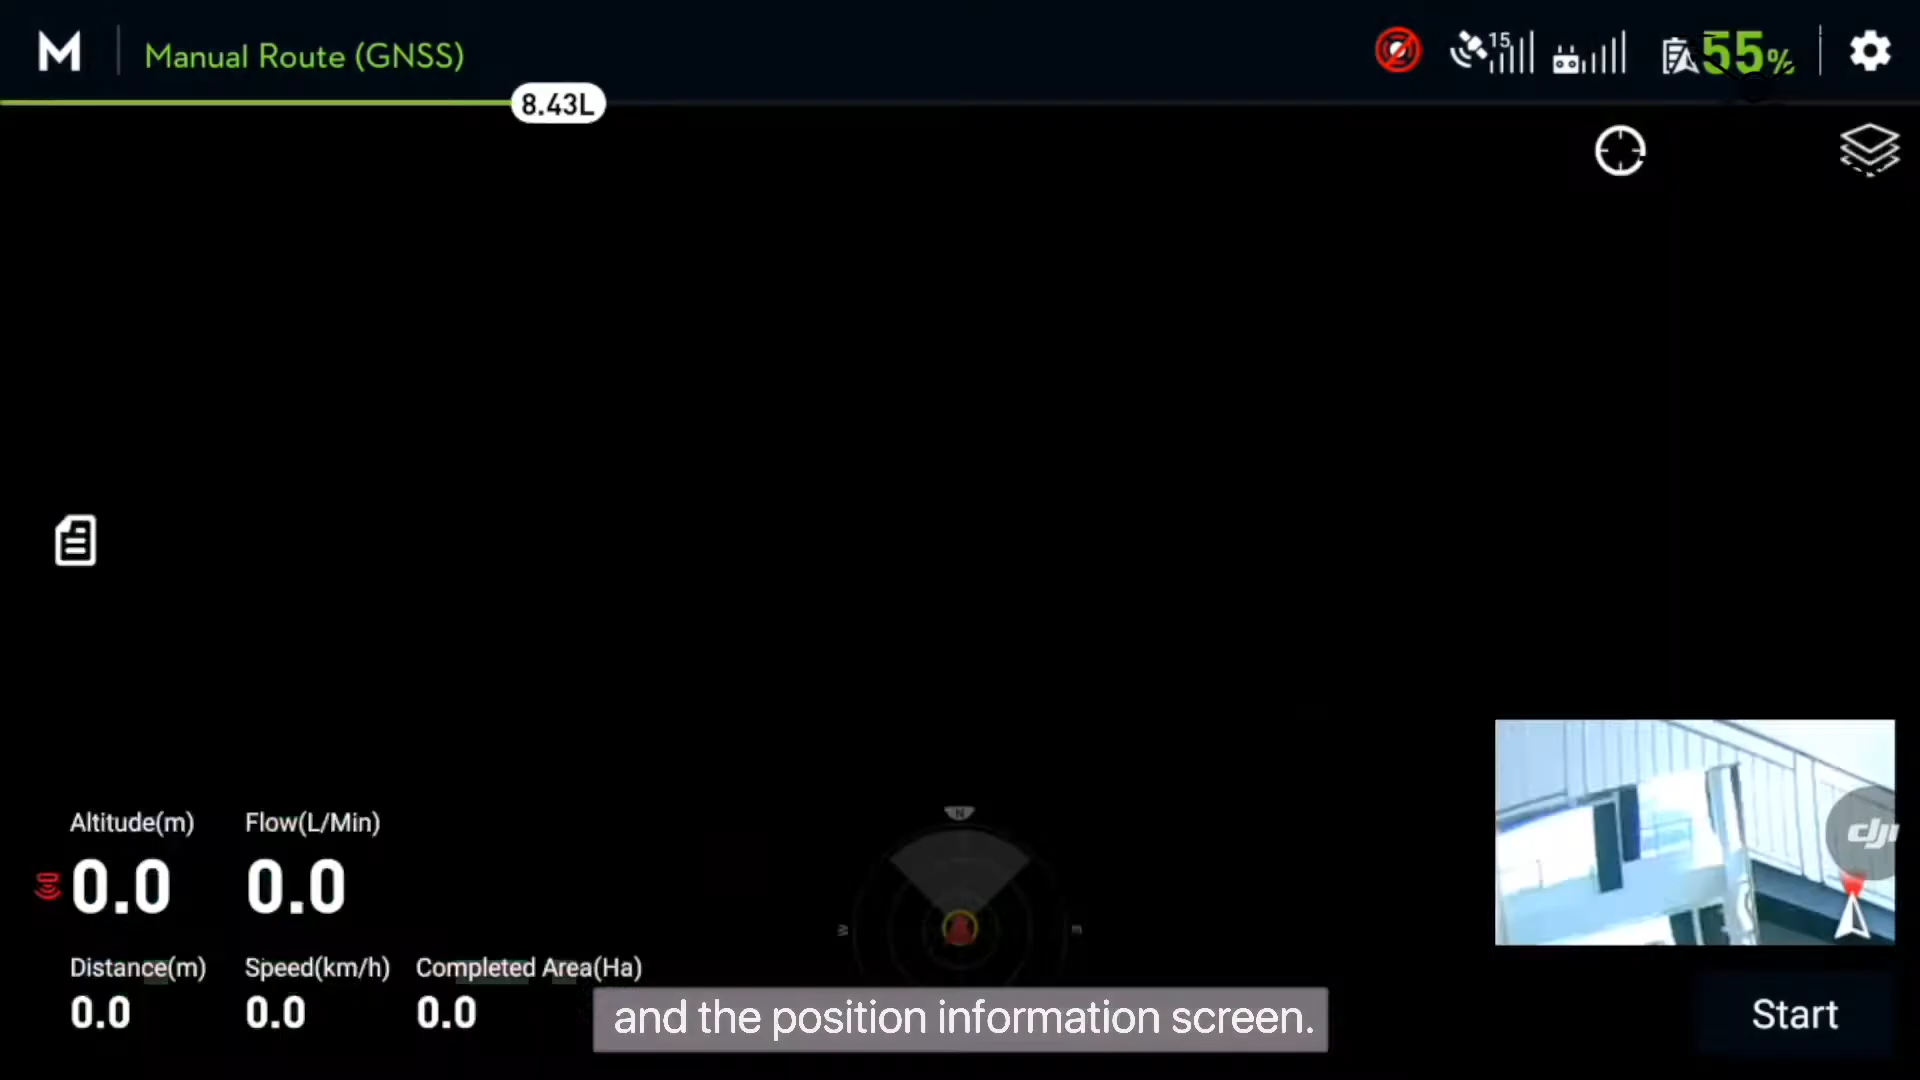 M
Manual Route (GNSS)
15
55%
8.43L
Altitude(m)
Flow(L/Min)
0.0
0.0
N
W
E
dji
Distance(m)
Speed(km/h)
Completed Area(Ha)
0.0
0.0
0.0
and the position information screen.
Start